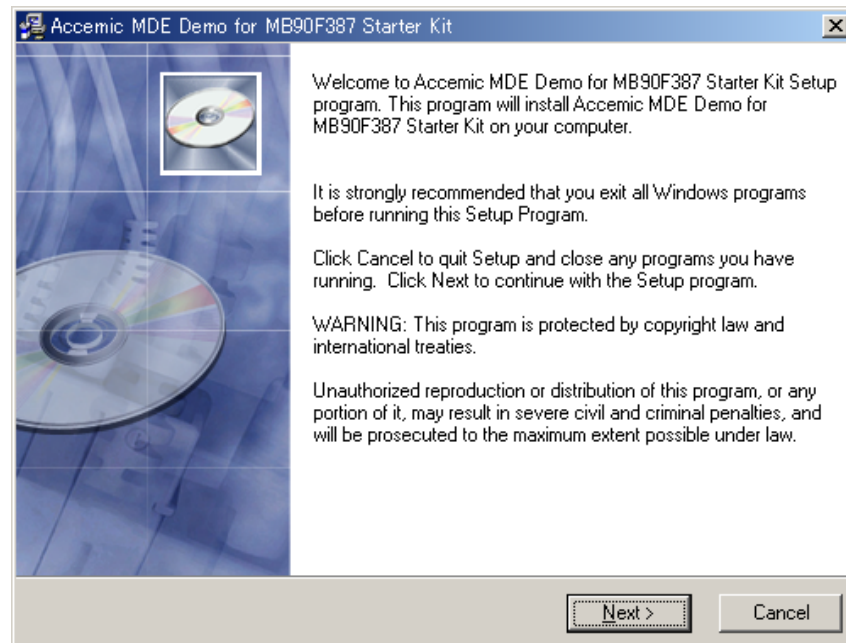 Accemic MDE Demo for MB90F387 Starter Kit
Welcome to Accemic MDE Demo for MB90F387 Starter Kit Setup
program. This program will install Accemic MDE Demo for
MB90F387 Starter Kit on your computer.
It is strongly recommended that you exit all Windows programs
before running this Setup Program.
Click Cancel to quit Setup and close any programs you have
running. Click Next to continue with the Setup program.
WARNING: This program is protected by copyright law and
international treaties.
Unauthorized reproduction or distribution of this program, or any
portion of it, may result in severe civil and criminal penalties, and
will be prosecuted to the maximum extent possible under law.
Next >
Cancel